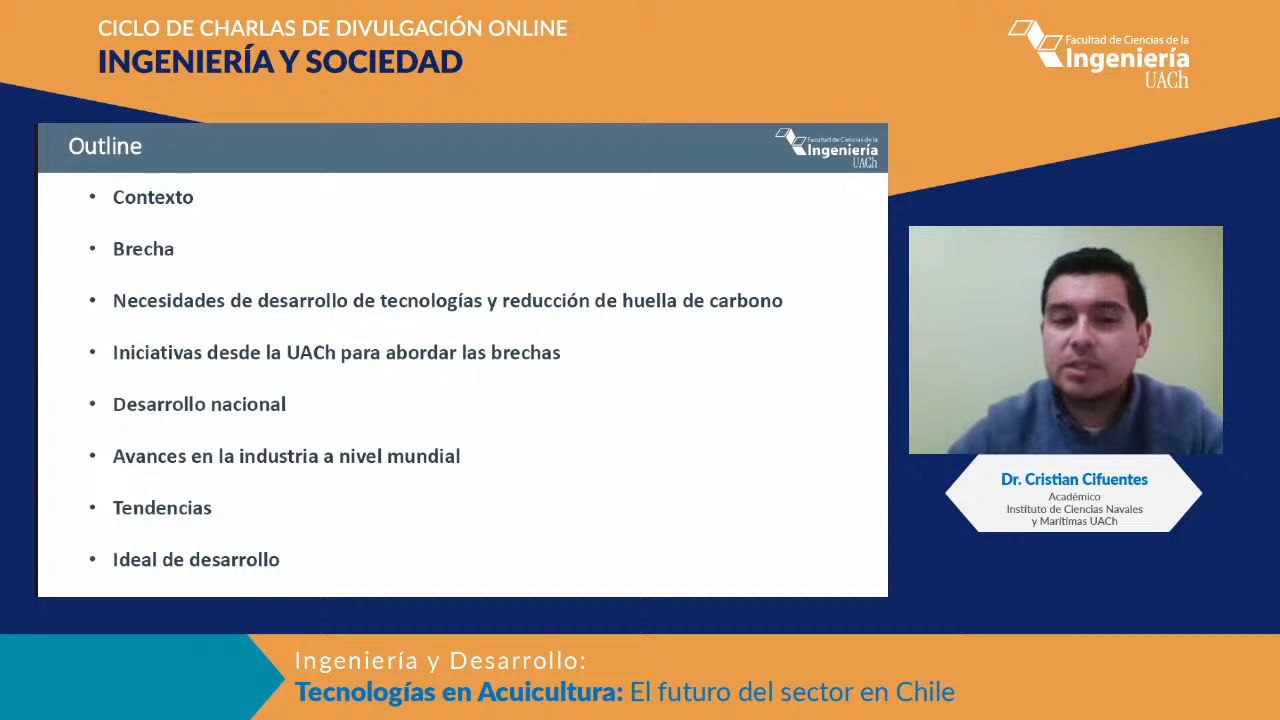 CICLO DE CHARLAS DE DIVULGACIÓN ONLINE
INGENIERÍA Y SOCIEDAD
Facultad de Ciencias de la
Ingeniería
UACh
Outline
Facultad de Ciencias de la
Ingeniería
UACh
• Contexto
• Brecha
• Necesidades de desarrollo de tecnologías y reducción de huella de carbono
• Iniciativas desde la UACh para abordar las brechas
• Desarrollo nacional
• Avances en la industria a nivel mundial
• Tendencias
• Ideal de desarrollo
Dr. Cristian Cifuentes
Académico
Instituto de Ciencias Navales
y Marítimas UACh
Ingeniería y Desarrollo:
Tecnologías en Acuicultura: El futuro del sector en Chile